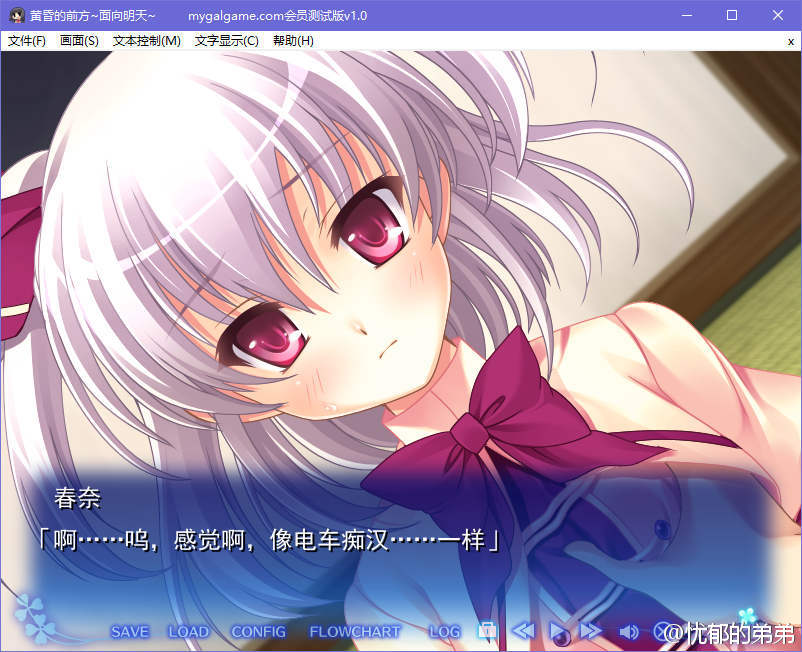 黄昏的前方~面向明天~ mygalgame.com会员测试版v1.0
文件(F) 画面(S) 文本控制(M) 文字显示(C) 帮助(H) x
春奈
「啊……呜，感觉啊，像电车痴汉……一样」
SAVE LOAD CONFIG FLOWCHART LOG
@忧郁的弟弟